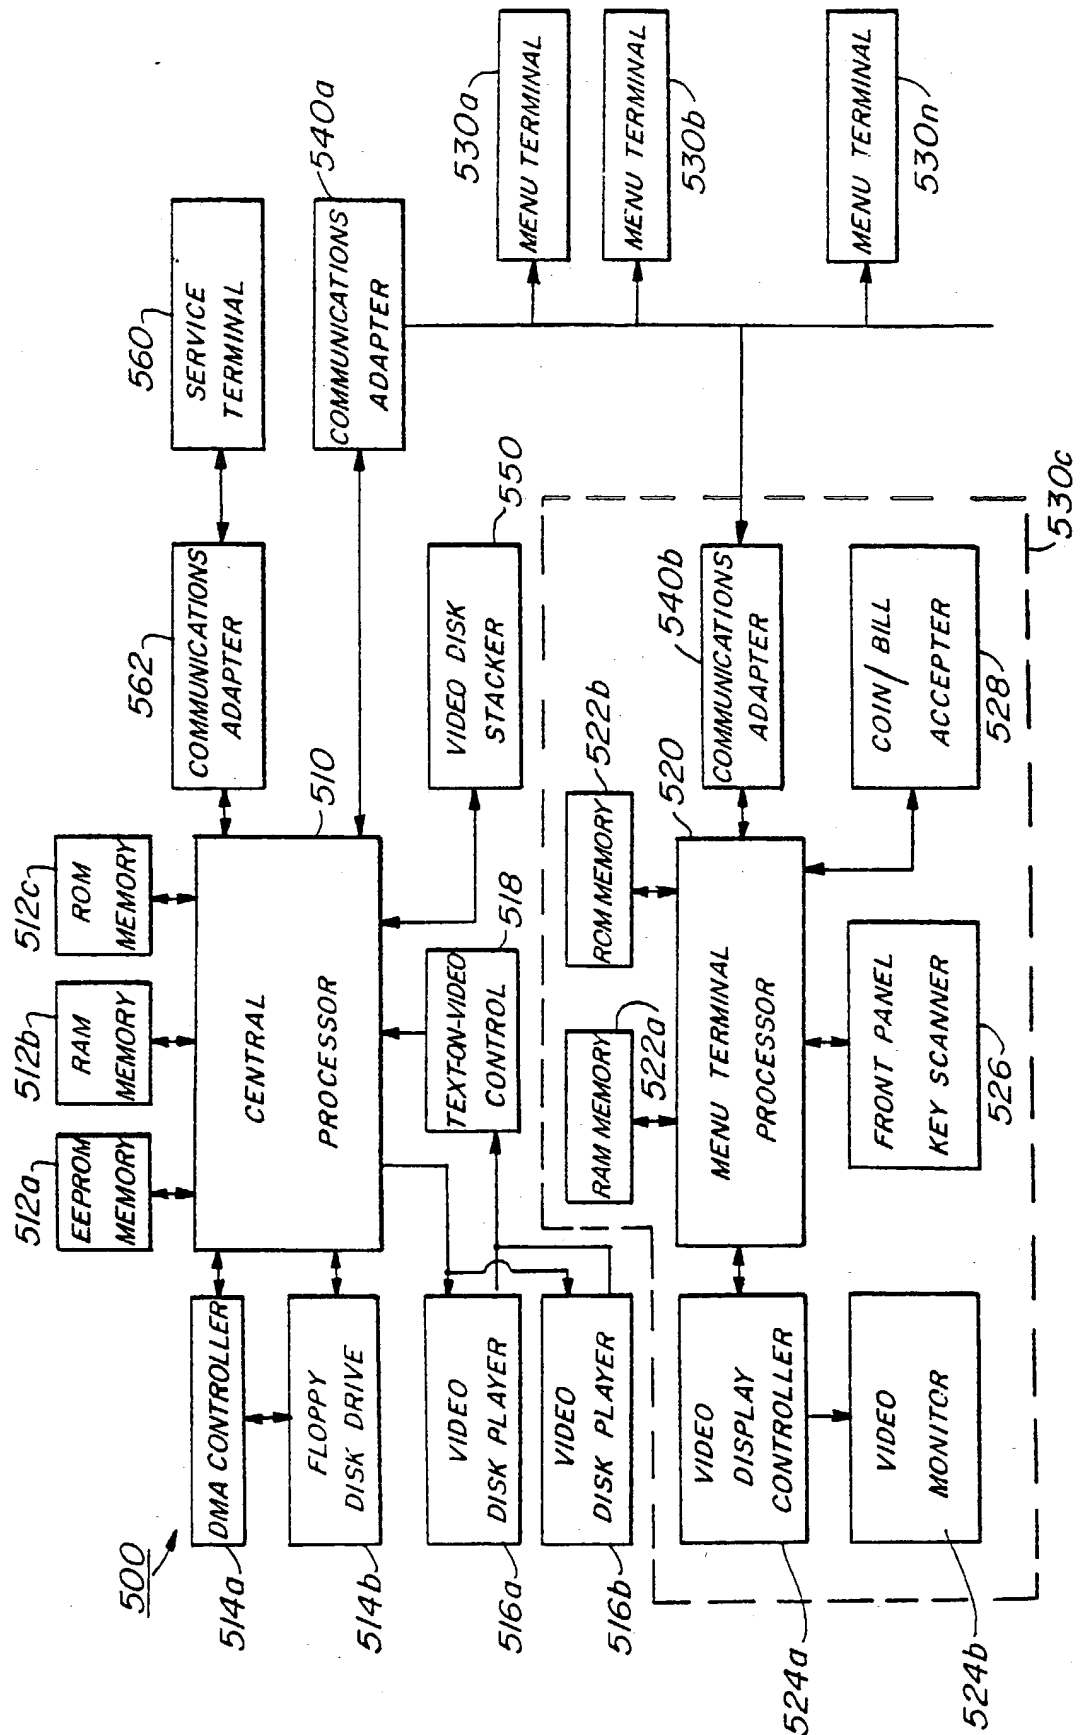 500
512a
EEPROM
MEMORY
512b
RAM
MEMORY
512c
ROM
MEMORY
562
COMMUNICATIONS
ADAPTER
560
SERVICE
TERMINAL
514a
DMA CONTROLLER
514b
FLOPPY
DISK DRIVE
CENTRAL
PROCESSOR
510
540a
COMMUNICATIONS
ADAPTER
516a
VIDEO
DISK PLAYER
516b
VIDEO
DISK PLAYER
TEXT-ON-VIDEO
CONTROL
518
VIDEO DISK
STACKER
550
530a
MENU TERMINAL
530b
MENU TERMINAL
530n
MENU TERMINAL
RAM MEMORY
522a
ROM MEMORY
522b
524a
VIDEO
DISPLAY
CONTROLLER
MENU TERMINAL
PROCESSOR
520
COMMUNICATIONS
ADAPTER
540b
524b
VIDEO
MONITOR
FRONT PANEL
KEY SCANNER
526
COIN/BILL
ACCEPTER
528
530c